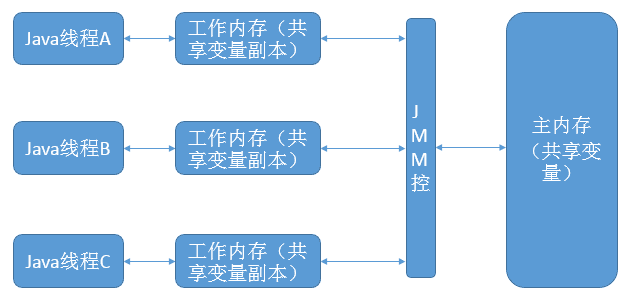 Java线程A
工作内存（共
享变量副本）
Java线程B
工作内存（共
享变量副本）
Java线程C
工作内存（共
享变量副本）
J
M
M
控
主内存
（共享变
量）